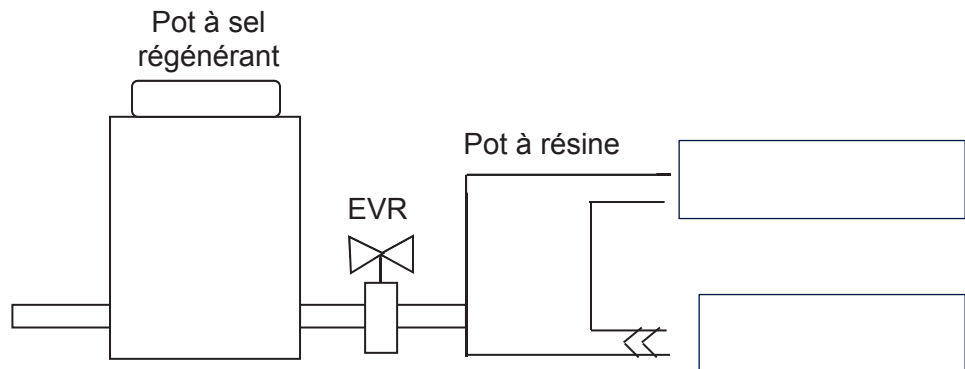 Pot à sel
régénérant
Pot à résine
EVR